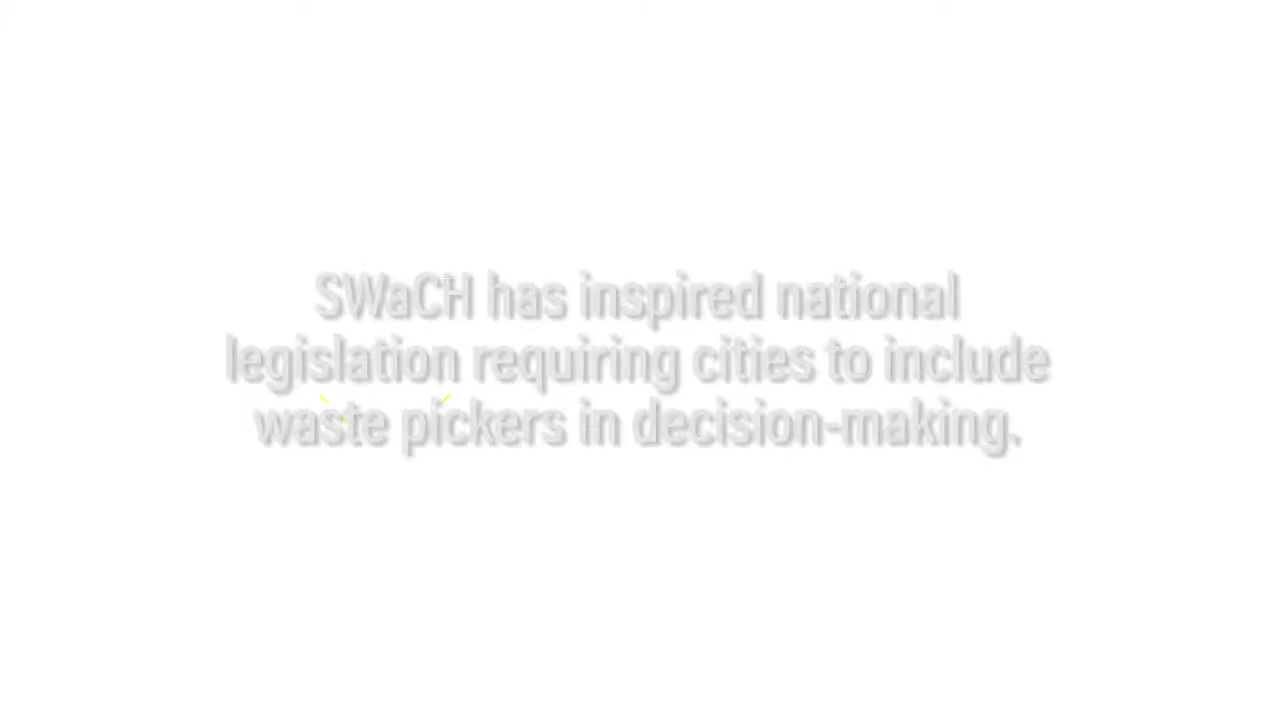 SWaCH has inspired national
legislation requiring cities to include
waste pickers in decision-making.